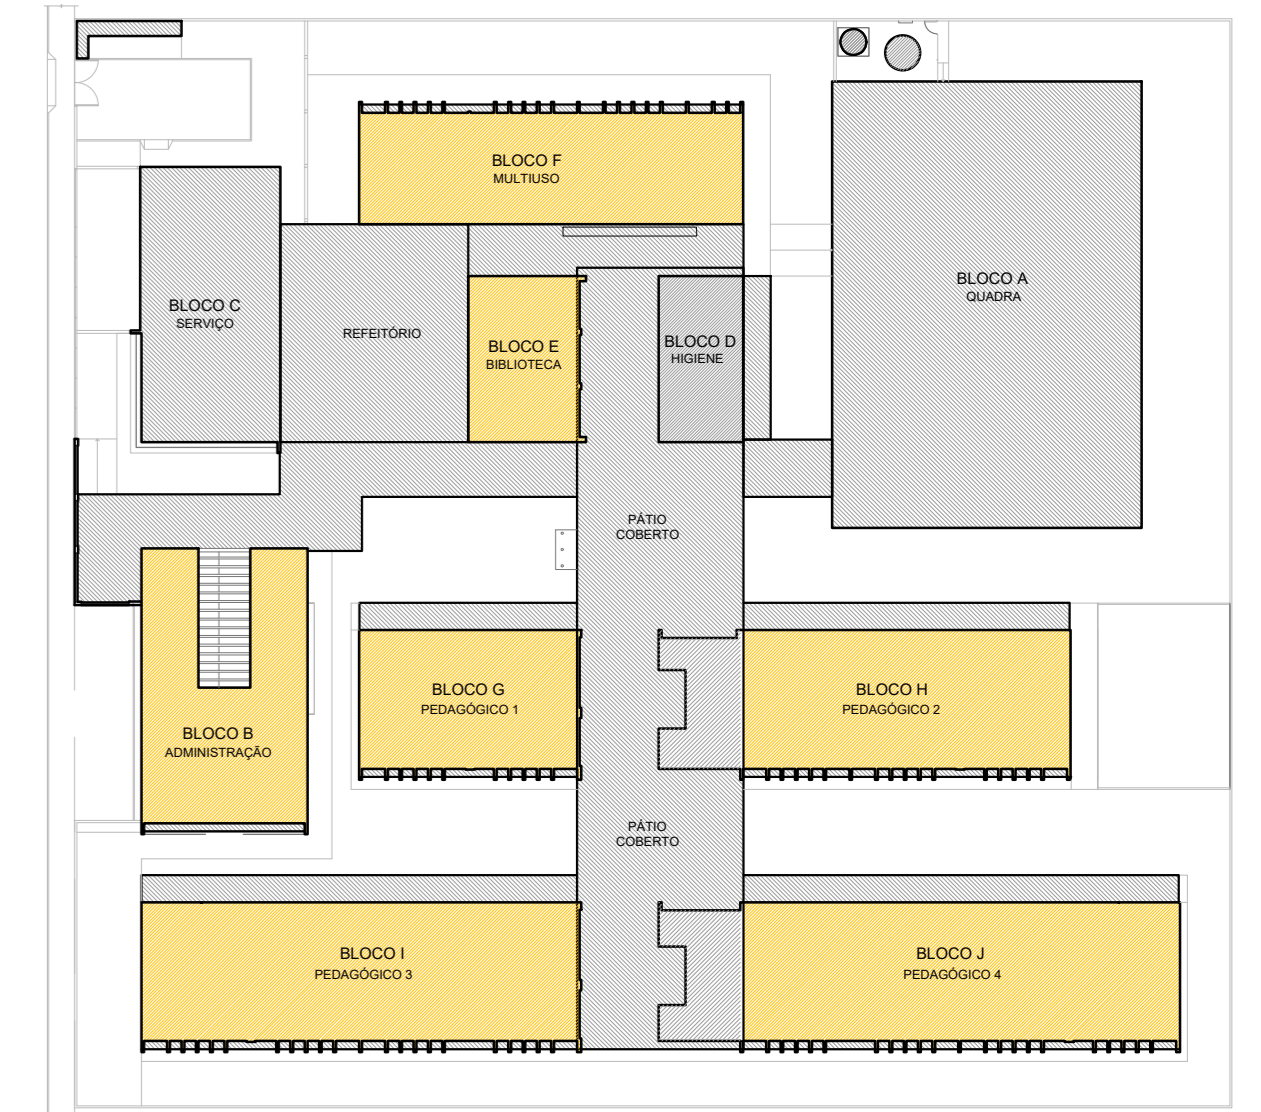 BLOCO F
MULTIUSO
BLOCO A
QUADRA
BLOCO C
SERVIÇO
REFEITÓRIO
BLOCO E
BIBLIOTECA
BLOCO D
HIGIENE
PÁTIO
COBERTO
BLOCO G
PEDAGÓGICO 1
BLOCO H
PEDAGÓGICO 2
BLOCO B
ADMINISTRAÇÃO
PÁTIO
COBERTO
BLOCO I
PEDAGÓGICO 3
BLOCO J
PEDAGÓGICO 4